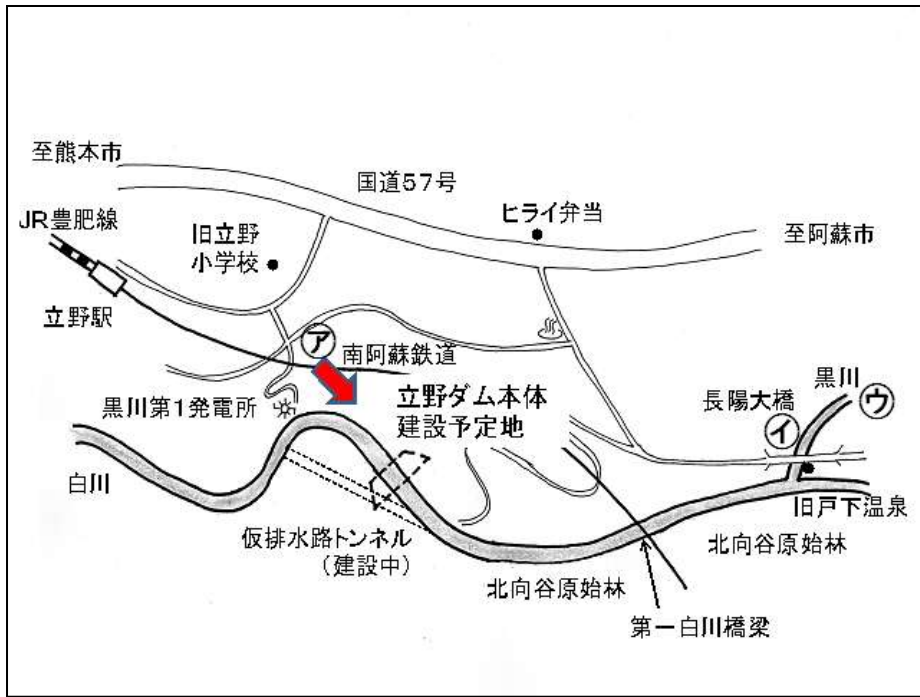 至熊本市
国道57号
ヒライ弁当
至阿蘇市
JR豊肥線
旧立野
小学校
立野駅
ア
南阿蘇鉄道
黒川第1発電所
立野ダム本体
建設予定地
長陽大橋
黒川
イ
ウ
白川
仮排水路トンネル
(建設中)
旧戸下温泉
北向谷原始林
北向谷原始林
第一白川橋梁